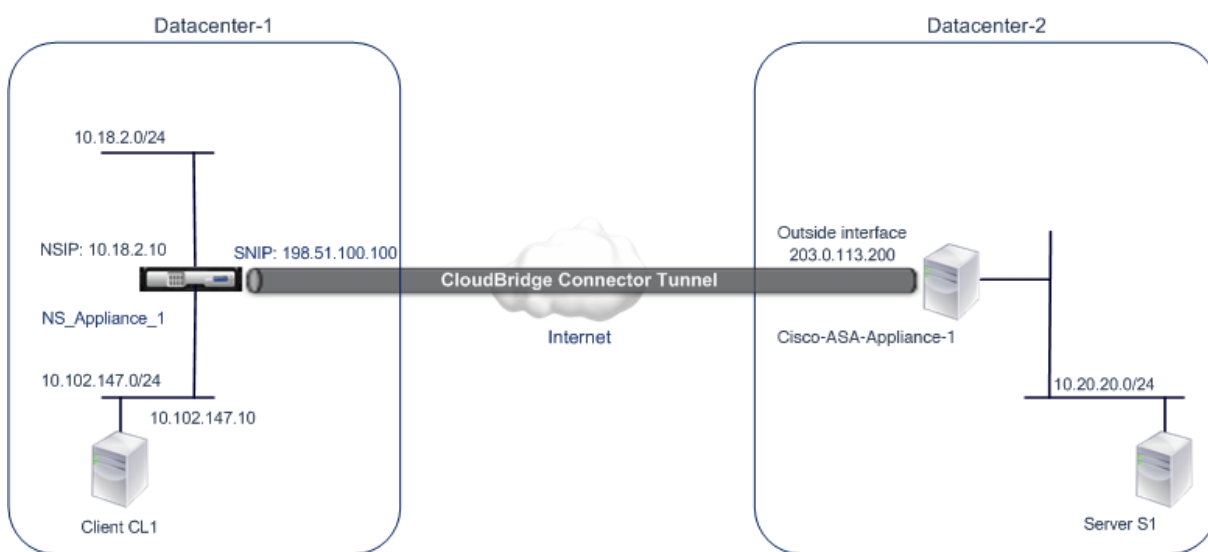 Datacenter-1
Datacenter-2
10.18.2.0/24
NSIP: 10.18.2.10
SNIP: 198.51.100.100
NS_Appliance_1
10.102.147.0/24
10.102.147.10
Client CL1
CloudBridge Connector Tunnel
Internet
Outside interface
203.0.113.200
Cisco-ASA-Appliance-1
10.20.20.0/24
Server S1